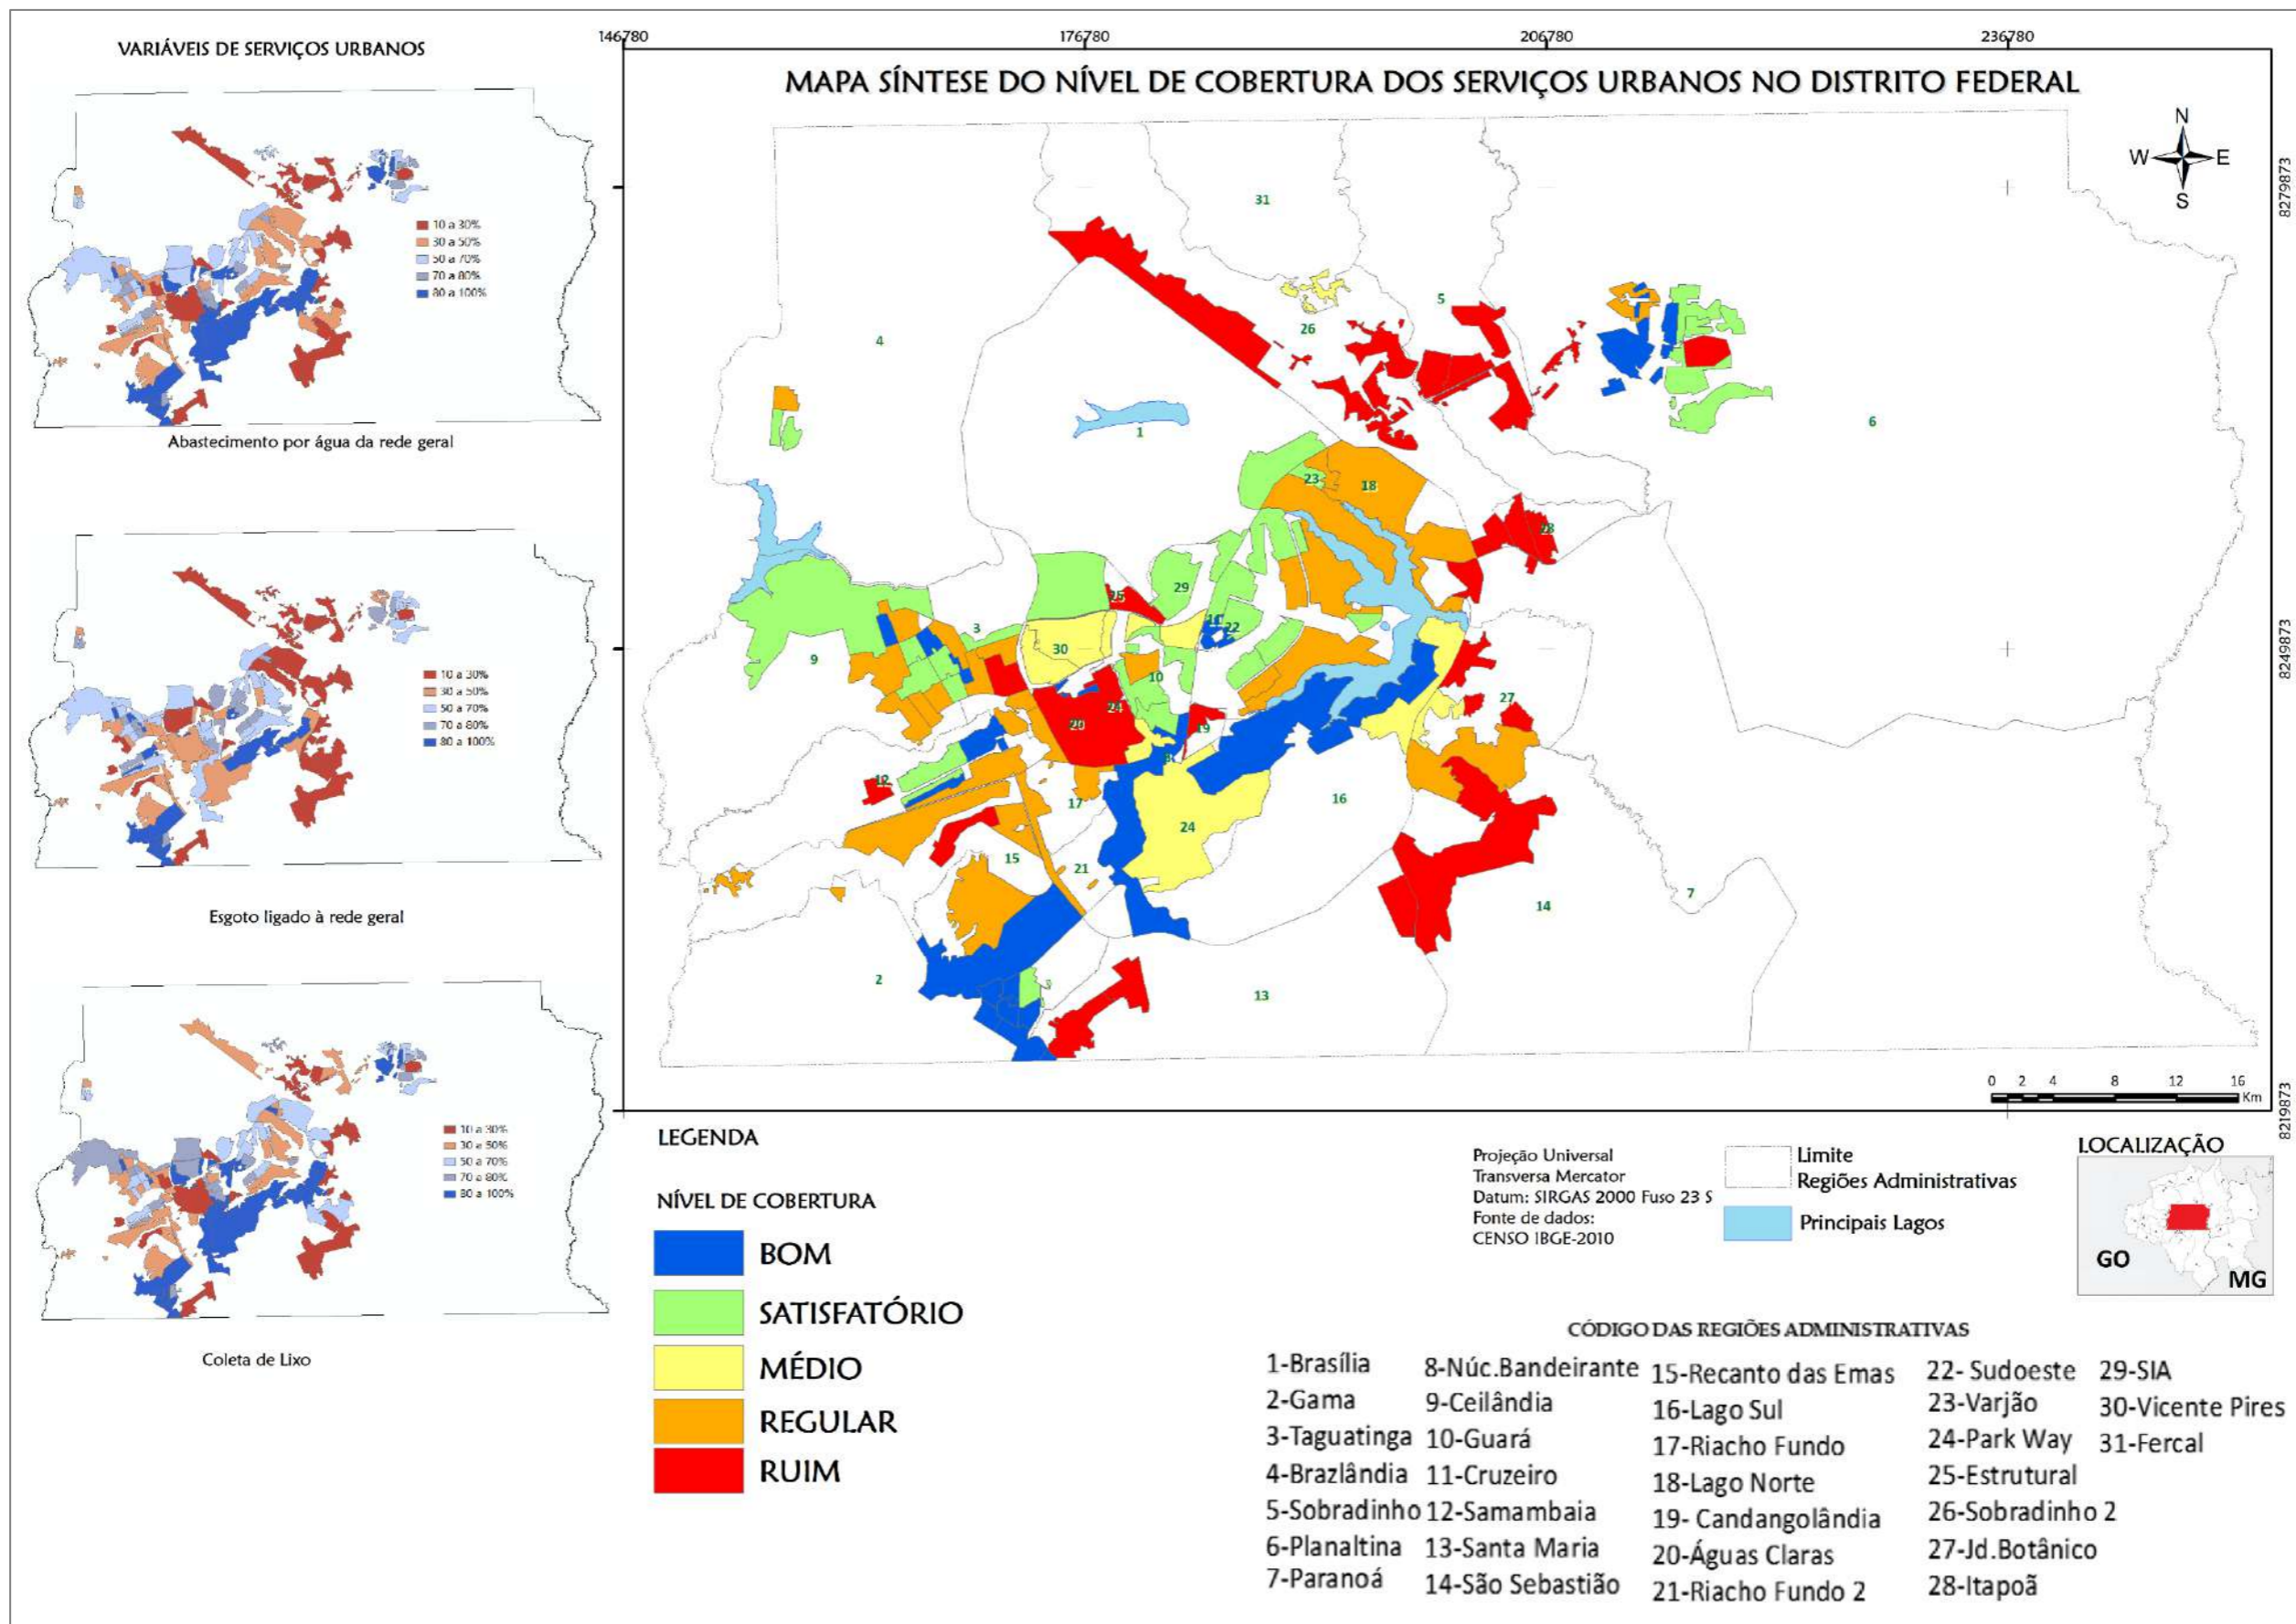 VARIÁVEIS DE SERVIÇOS URBANOS
10 a 30%
30 a 50%
50 a 70%
70 a 80%
80 a 100%
Abastecimento por água da rede geral
10 a 30%
30 a 50%
50 a 70%
70 a 80%
80 a 100%
Esgoto ligado à rede geral
10 a 30%
30 a 50%
50 a 70%
70 a 80%
80 a 100%
Coleta de Lixo
146780
176780
206780
236780
MAPA SÍNTESE DO NÍVEL DE COBERTURA DOS SERVIÇOS URBANOS NO DISTRITO FEDERAL
N
W
E
S
8279873
8249873
8219873
31
5
26
4
1
6
23
18
28
29
22
3
30
9
10
27
24
20
19
12
17
16
24
15
21
7
14
2
13
0 2 4 8 12 16
Km
LEGENDA
NÍVEL DE COBERTURA
BOM
SATISFATÓRIO
MÉDIO
REGULAR
RUIM
Projeção Universal
Transversa Mercator
Datum: SIRGAS 2000 Fuso 23 S
Fonte de dados:
CENSO IBGE-2010
Limite
Regiões Administrativas
Principais Lagos
LOCALIZAÇÃO
GO
MG
CÓDIGO DAS REGIÕES ADMINISTRATIVAS
1-Brasília
2-Gama
3-Taguatinga
4-Brazlândia
5-Sobradinho
6-Planaltina
7-Paranoá
8-Núc.Bandeirante
9-Ceilândia
10-Guará
11-Cruzeiro
12-Samambaia
13-Santa Maria
14-São Sebastião
15-Recanto das Emas
16-Lago Sul
17-Riacho Fundo
18-Lago Norte
19- Candangolândia
20-Águas Claras
21-Riacho Fundo 2
22- Sudoeste
23-Varjão
24-Park Way
25-Estrutural
26-Sobradinho 2
27-Jd.Botânico
28-Itapoã
29-SIA
30-Vicente Pires
31-Fercal